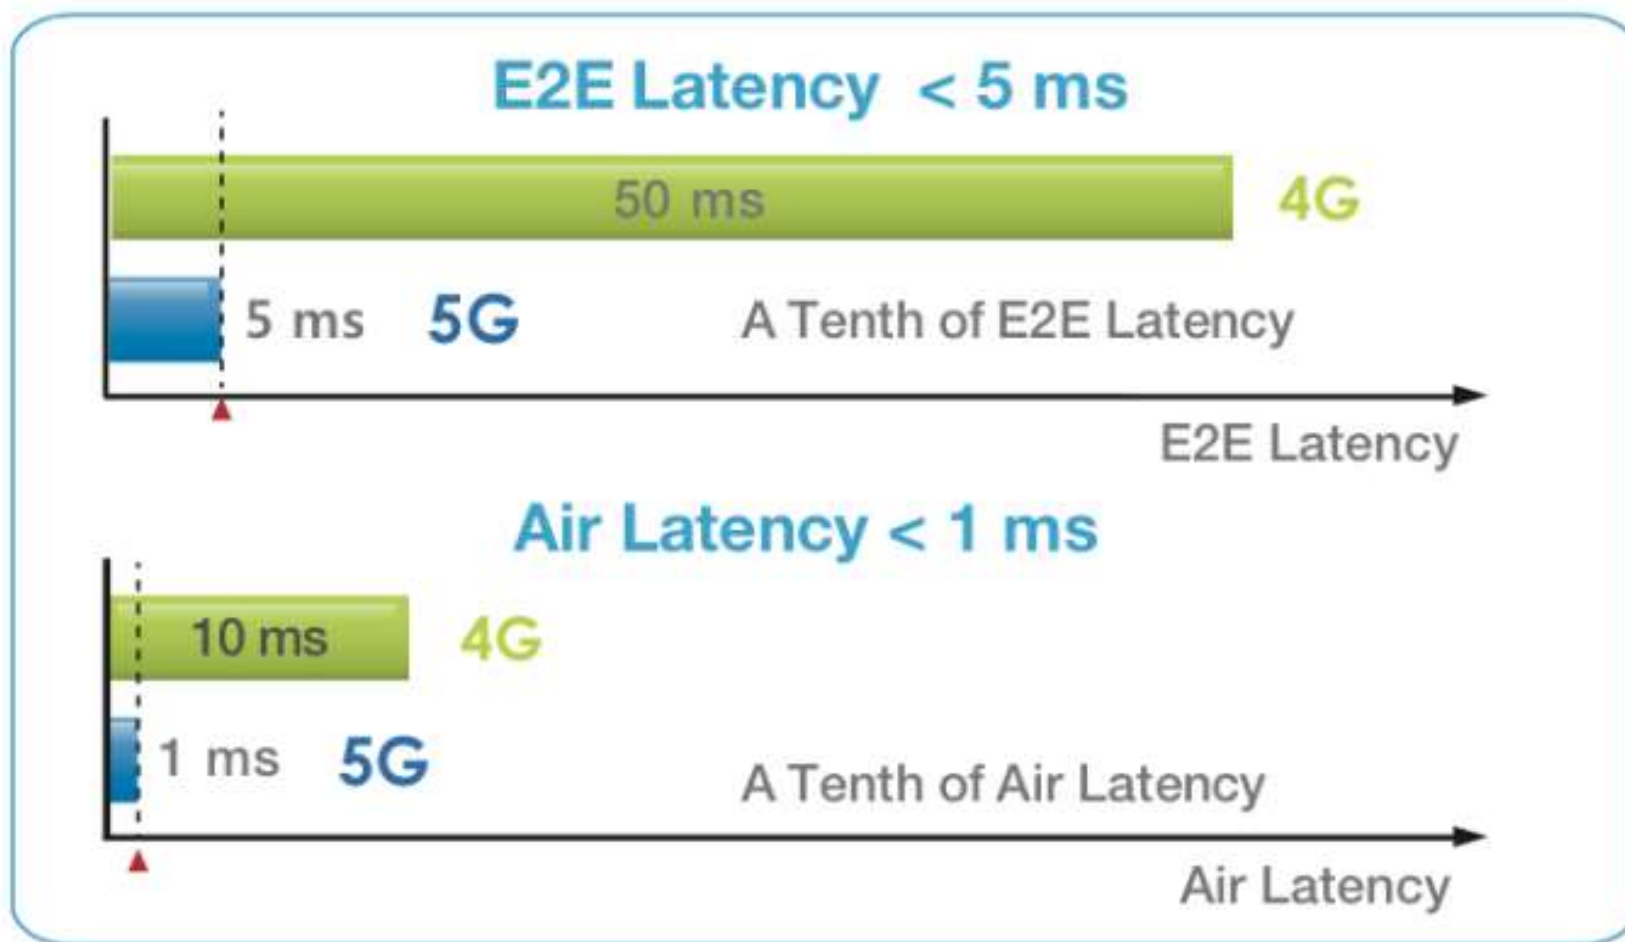 E2E Latency < 5 ms
50 ms 4G
5 ms 5G A Tenth of E2E Latency
E2E Latency
Air Latency < 1 ms
10 ms 4G
1 ms 5G A Tenth of Air Latency
Air Latency